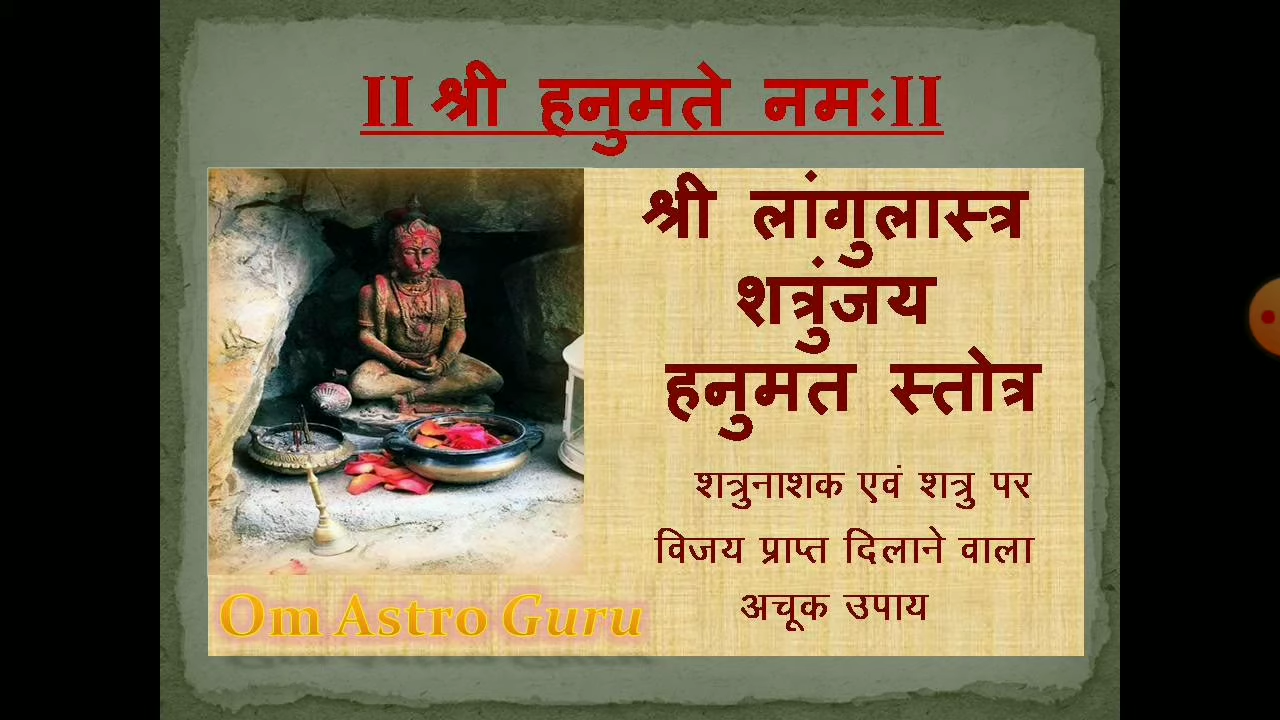 II श्री हनुमते नमःII
श्री लांगुलास्त्र
शत्रुंजय
हनुमत स्तोत्र
शत्रुनाशक एवं शत्रु पर
विजय प्राप्त दिलाने वाला
अचूक उपाय
Om Astro Guru